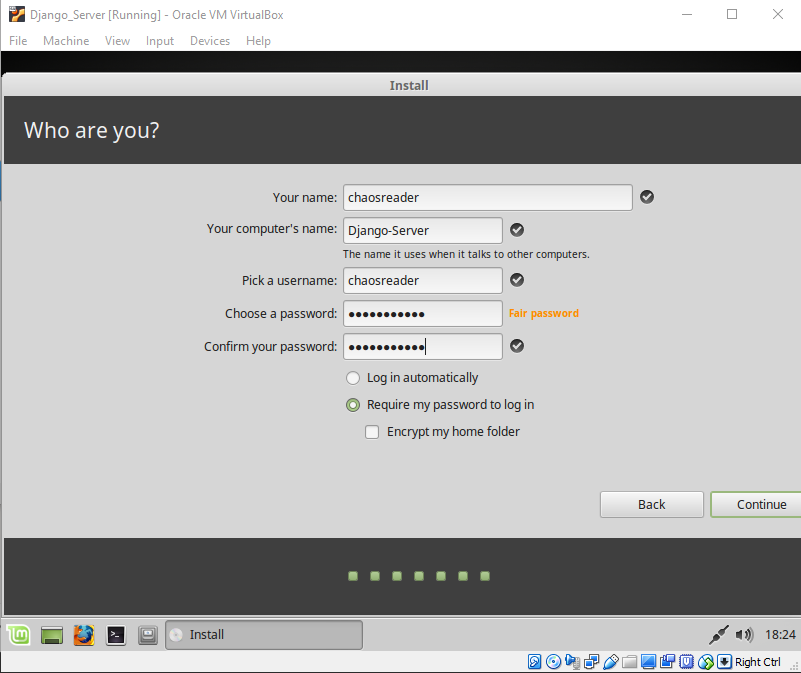 Django_Server [Running] - Oracle VM VirtualBox
File Machine View Input Devices Help
Install
Who are you?
Your name: chaosreader
Your computer's name: Django-Server
The name it uses when it talks to other computers.
Pick a username: chaosreader
Choose a password: ●●●●●●●●●●● Fair password
Confirm your password: ●●●●●●●●●●●
Log in automatically
Require my password to log in
Encrypt my home folder
Back Continue
Install 18:24
Right Ctrl